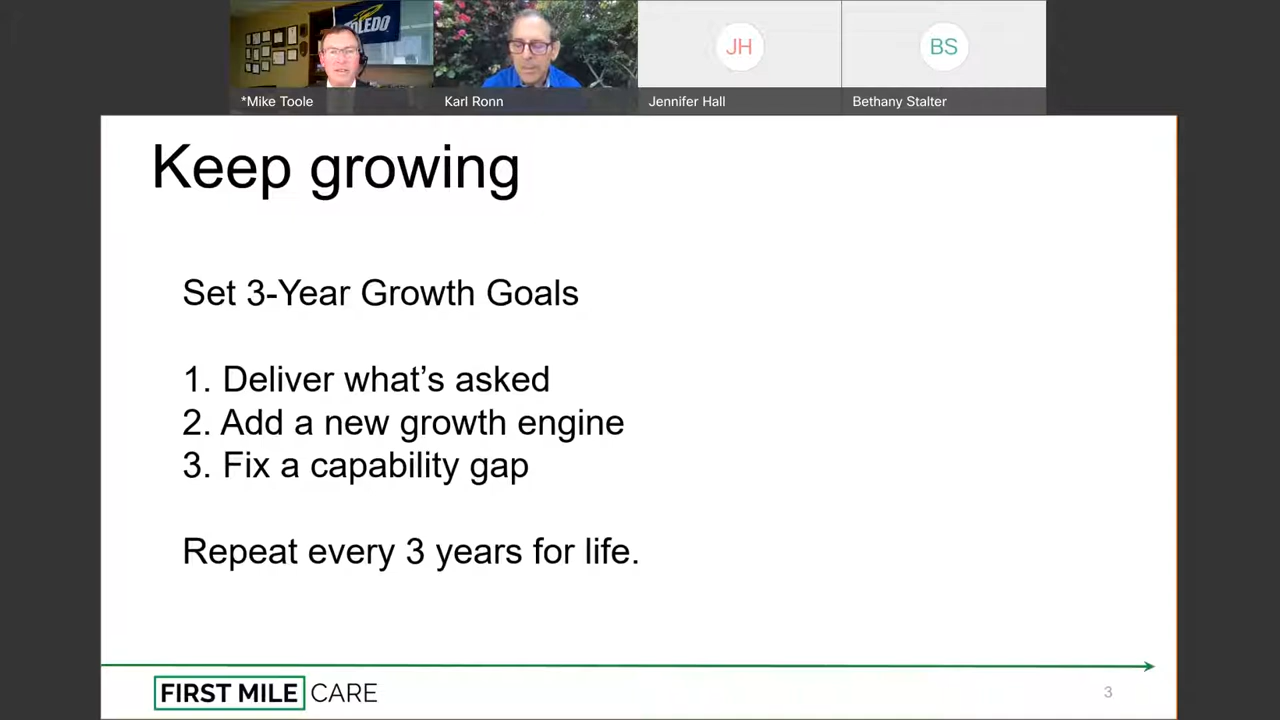 TOLEDO
JH
BS
*Mike Toole
Karl Ronn
Jennifer Hall
Bethany Stalter
Keep growing
Set 3-Year Growth Goals
1. Deliver what’s asked
2. Add a new growth engine
3. Fix a capability gap
Repeat every 3 years for life.
FIRST MILE CARE
3